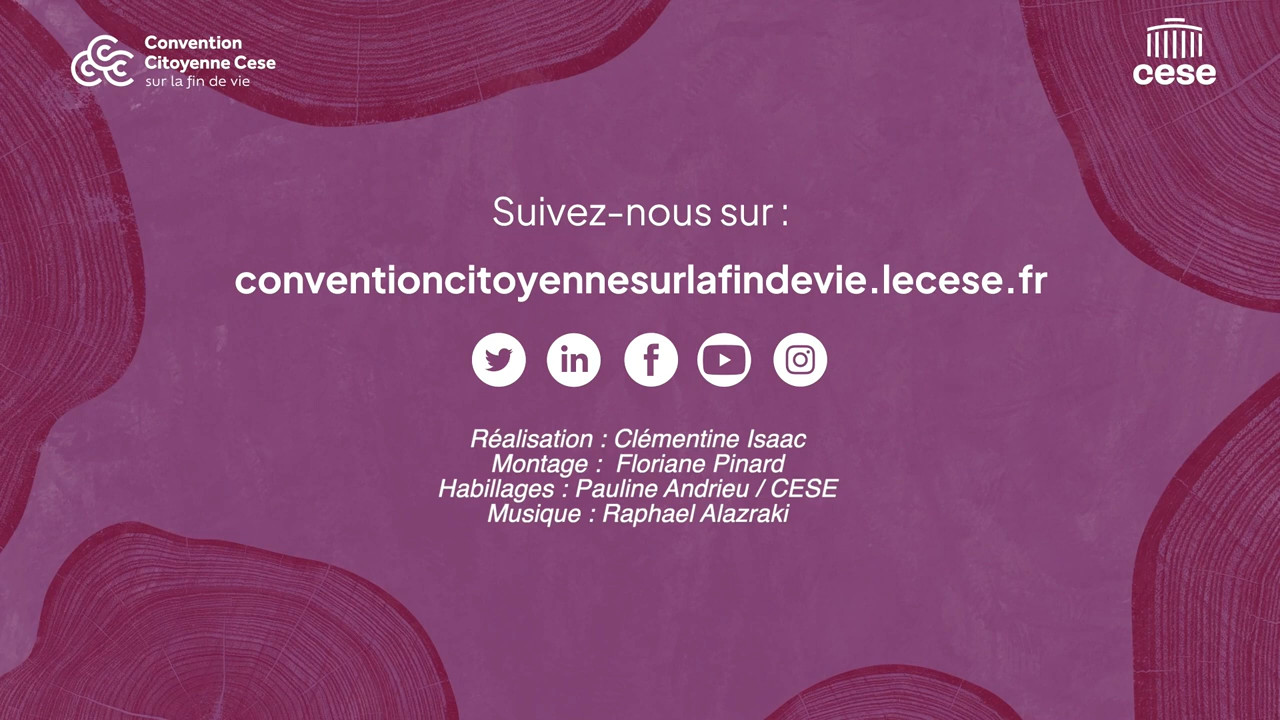 Convention
Citoyenne Cese
sur la fin de vie
cese
Suivez-nous sur :
conventioncitoyennesurlafindevie.lecese.fr
Réalisation : Clémentine Isaac
Montage :  Floriane Pinard
Habillages : Pauline Andrieu / CESE
Musique : Raphael Alazraki